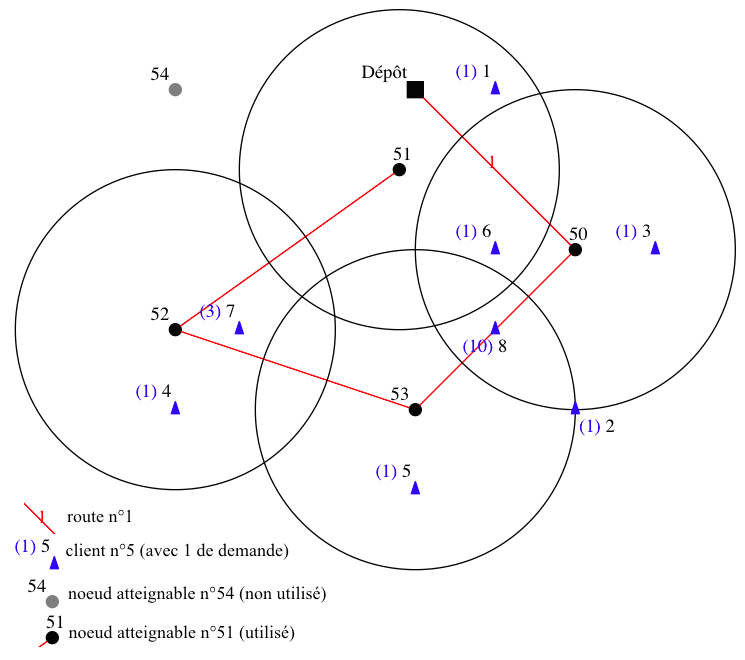 54
Dépôt
(1) 1
51
(1) 6
50
(1) 3
1
52
(3) 7
(10) 8
(1) 4
53
(1) 2
(1) 5
1 route n°1
(1) 5 client n°5 (avec 1 de demande)
54 noeud atteignable n°54 (non utilisé)
51 noeud atteignable n°51 (utilisé)